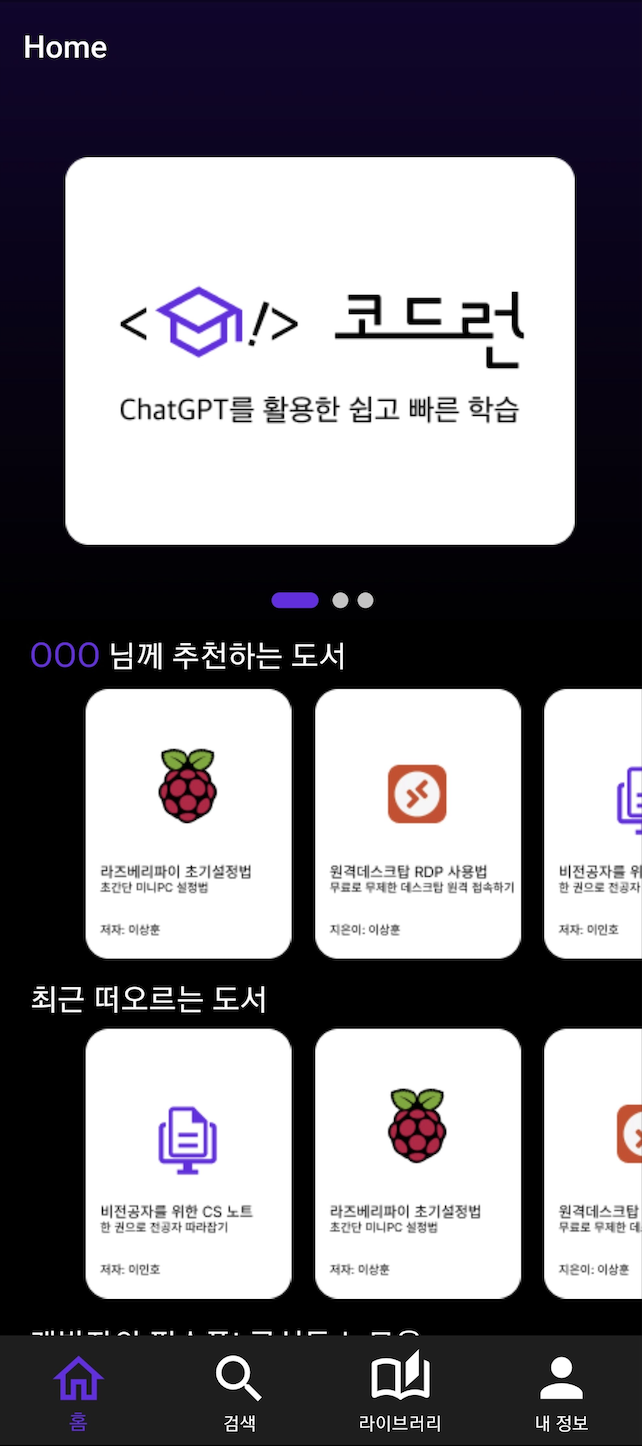 Home
<!/> 코드런
ChatGPT를 활용한 쉽고 빠른 학습
OOO 님께 추천하는 도서
라즈베리파이 초기설정법
초간단 미니PC 설정법
저자: 이상훈
원격데스크탑 RDP 사용법
무료로 무제한 데스크탑 원격 접속하기
지은이: 이상훈
비전공자를 위
한 권으로 전공자
저자: 이인호
최근 떠오르는 도서
비전공자를 위한 CS 노트
한 권으로 전공자 따라잡기
저자: 이인호
라즈베리파이 초기설정법
초간단 미니PC 설정법
저자: 이상훈
원격데스크탑
무료로 무제한 데
지은이: 이상훈
홈
검색
라이브러리
내 정보